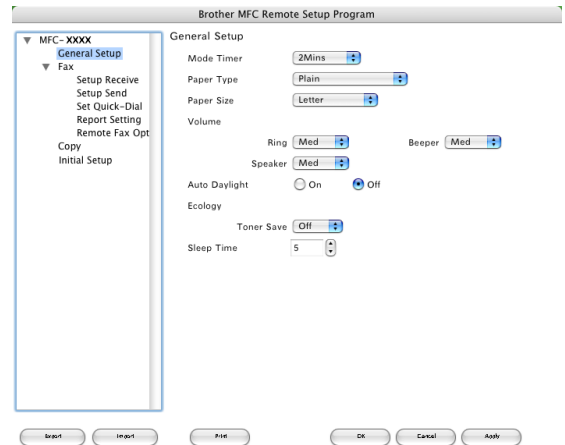 Brother MFC Remote Setup Program
MFC- XXXX
General Setup
Fax
Setup Receive
Setup Send
Set Quick-Dial
Report Setting
Remote Fax Opt
Copy
Initial Setup
General Setup
Mode Timer 2Mins
Paper Type Plain
Paper Size Letter
Volume
Ring Med Beeper Med
Speaker Med
Auto Daylight On Off
Ecology
Toner Save Off
Sleep Time 5
Export Import Print OK Cancel Apply